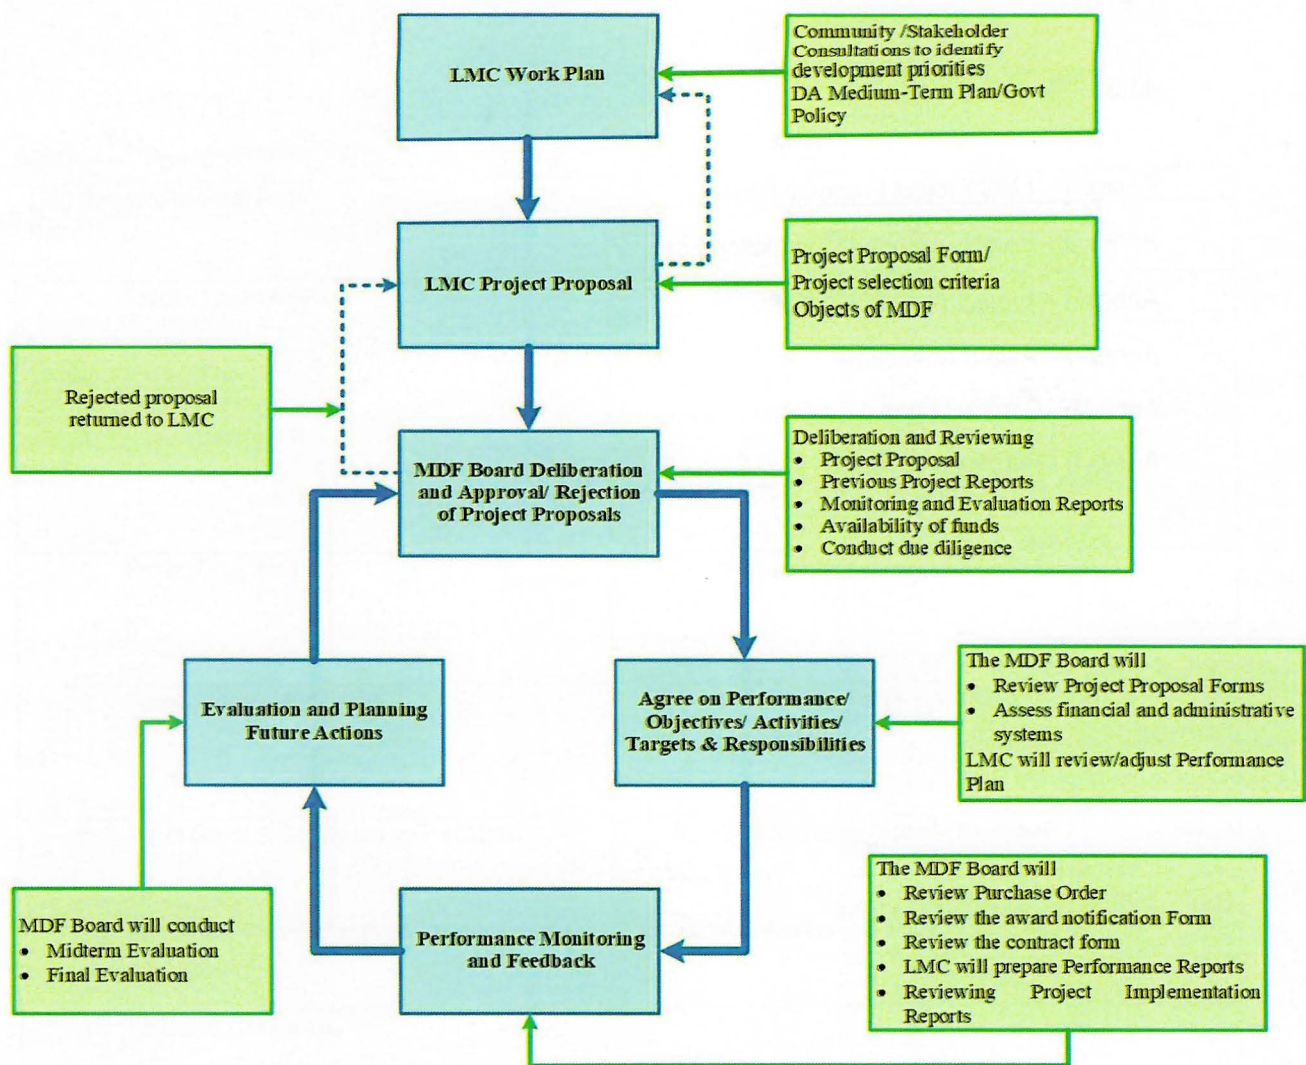 LMC Work Plan
Community /Stakeholder
Consultations to identify
development priorities
DA Medium-Term Plan/Govt
Policy
LMC Project Proposal
Project Proposal Form/
Project selection criteria
Objects of MDF
Rejected proposal
returned to LMC
MDF Board Deliberation
and Approval/ Rejection
of Project Proposals
Deliberation and Reviewing
• Project Proposal
• Previous Project Reports
• Monitoring and Evaluation Reports
• Availability of funds
• Conduct due diligence
Evaluation and Planning
Future Actions
Agree on Performance/
Objectives/ Activities/
Targets & Responsibilities
The MDF Board will
• Review Project Proposal Forms
• Assess financial and administrative
systems
LMC will review/adjust Performance
Plan
MDF Board will conduct
• Midterm Evaluation
• Final Evaluation
Performance Monitoring
and Feedback
The MDF Board will
• Review Purchase Order
• Review the award notification Form
• Review the contract form
• LMC will prepare Performance Reports
• Reviewing Project Implementation
Reports